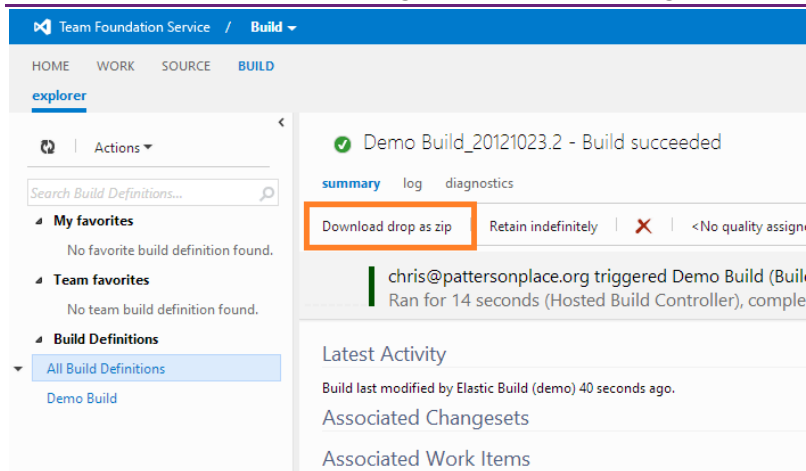 Team Foundation Service / Build
HOME WORK SOURCE BUILD
explorer
Actions
Search Build Definitions...
My favorites
No favorite build definition found.
Team favorites
No team build definition found.
Build Definitions
All Build Definitions
Demo Build
Demo Build_20121023.2 - Build succeeded
summary log diagnostics
Download drop as zip Retain indefinitely <No quality assigne
chris@pattersonplace.org triggered Demo Build (Buil
Ran for 14 seconds (Hosted Build Controller), comple
Latest Activity
Build last modified by Elastic Build (demo) 40 seconds ago.
Associated Changesets
Associated Work Items